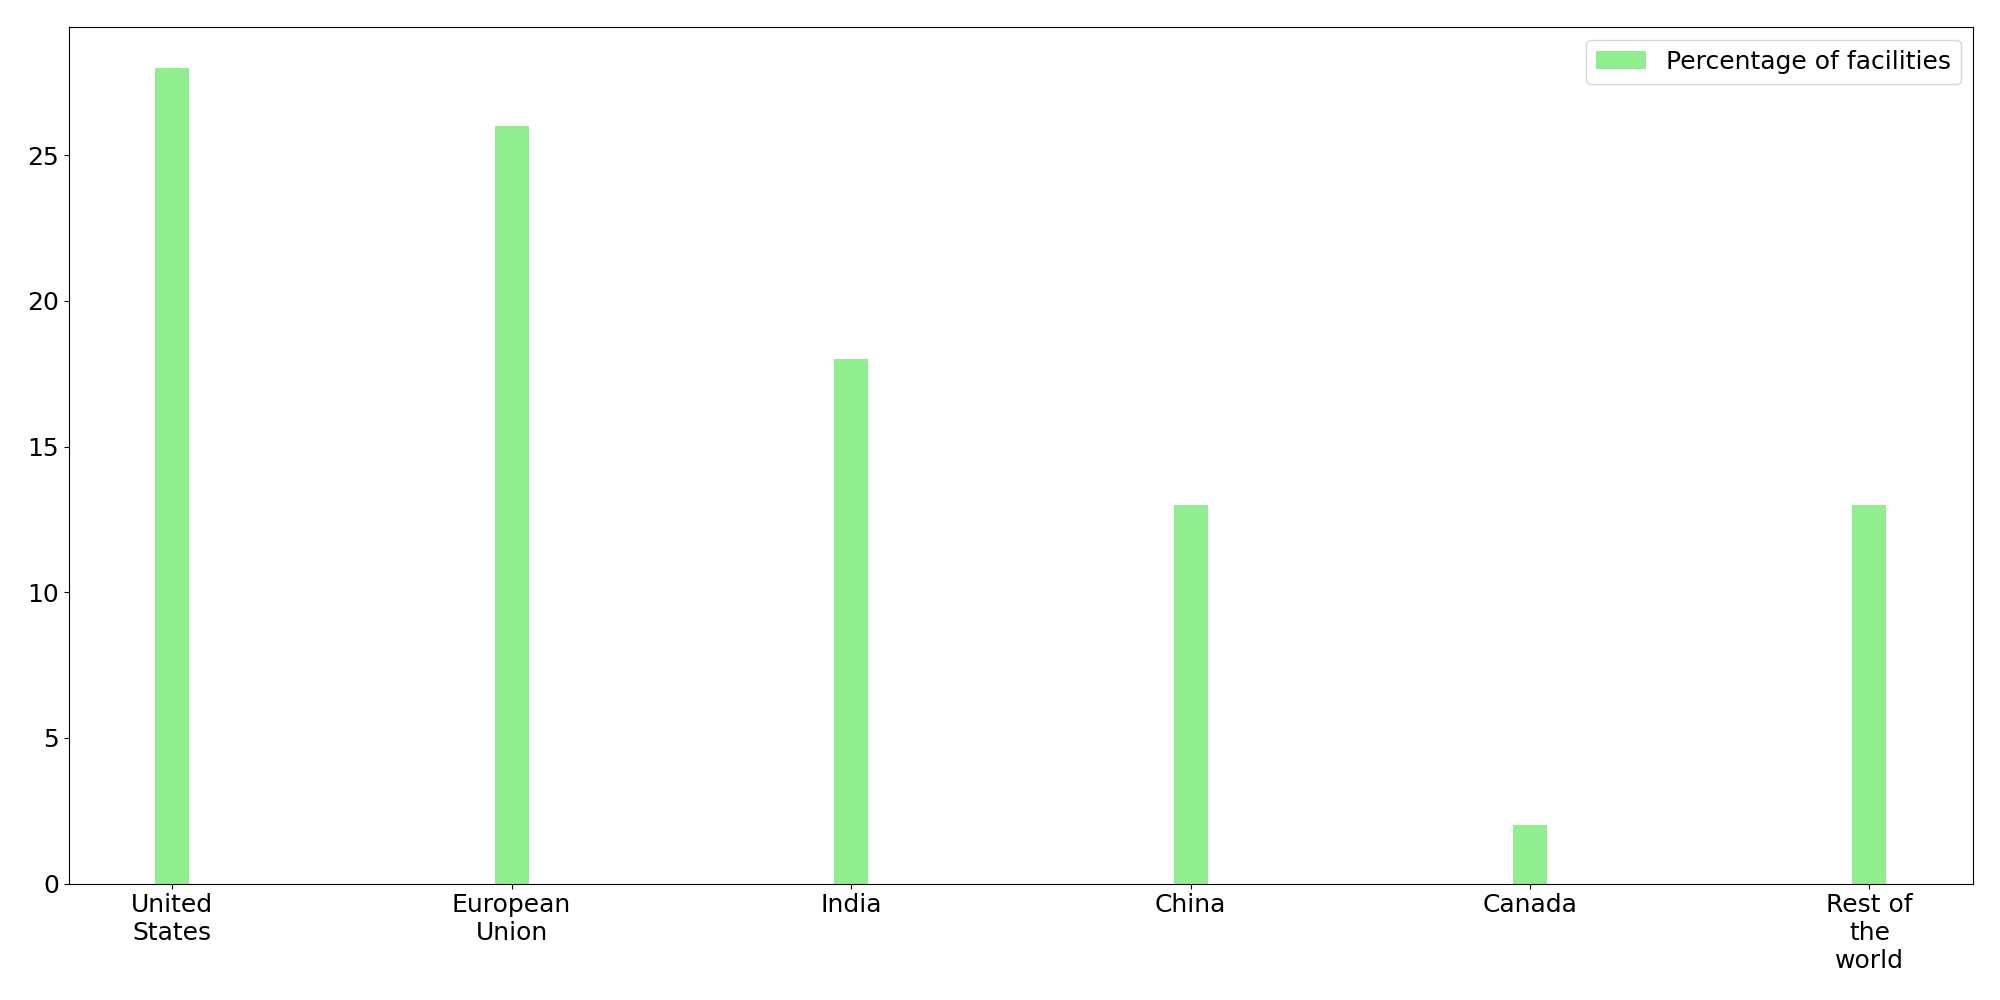 Percentage of facilities
25
20
15
10
5
0
United
States
European
Union
India
China
Canada
Rest of
the
world